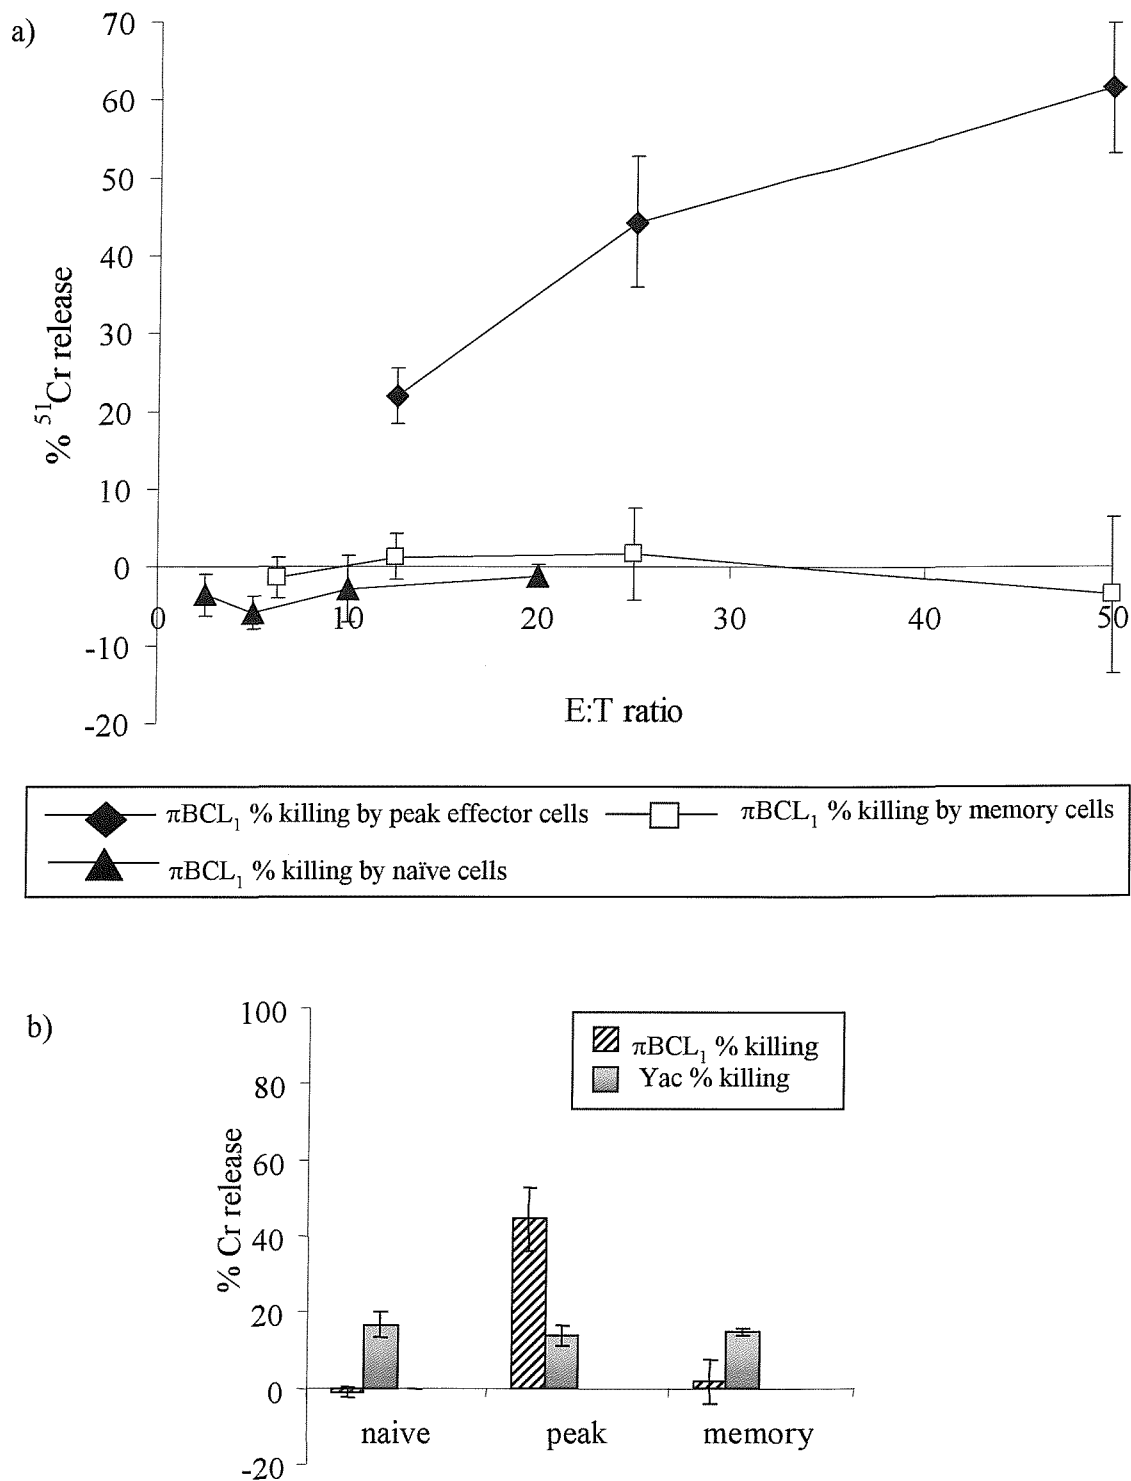 a)
70
60
50
40
30
20
10
0
-10
-20
% ⁵¹Cr release
0 10 20 30 40 50
E:T ratio
πBCL₁ % killing by peak effector cells
πBCL₁ % killing by memory cells
πBCL₁ % killing by naïve cells
b)
100
80
60
40
20
0
-20
% Cr release
πBCL₁ % killing
Yac % killing
naive peak memory